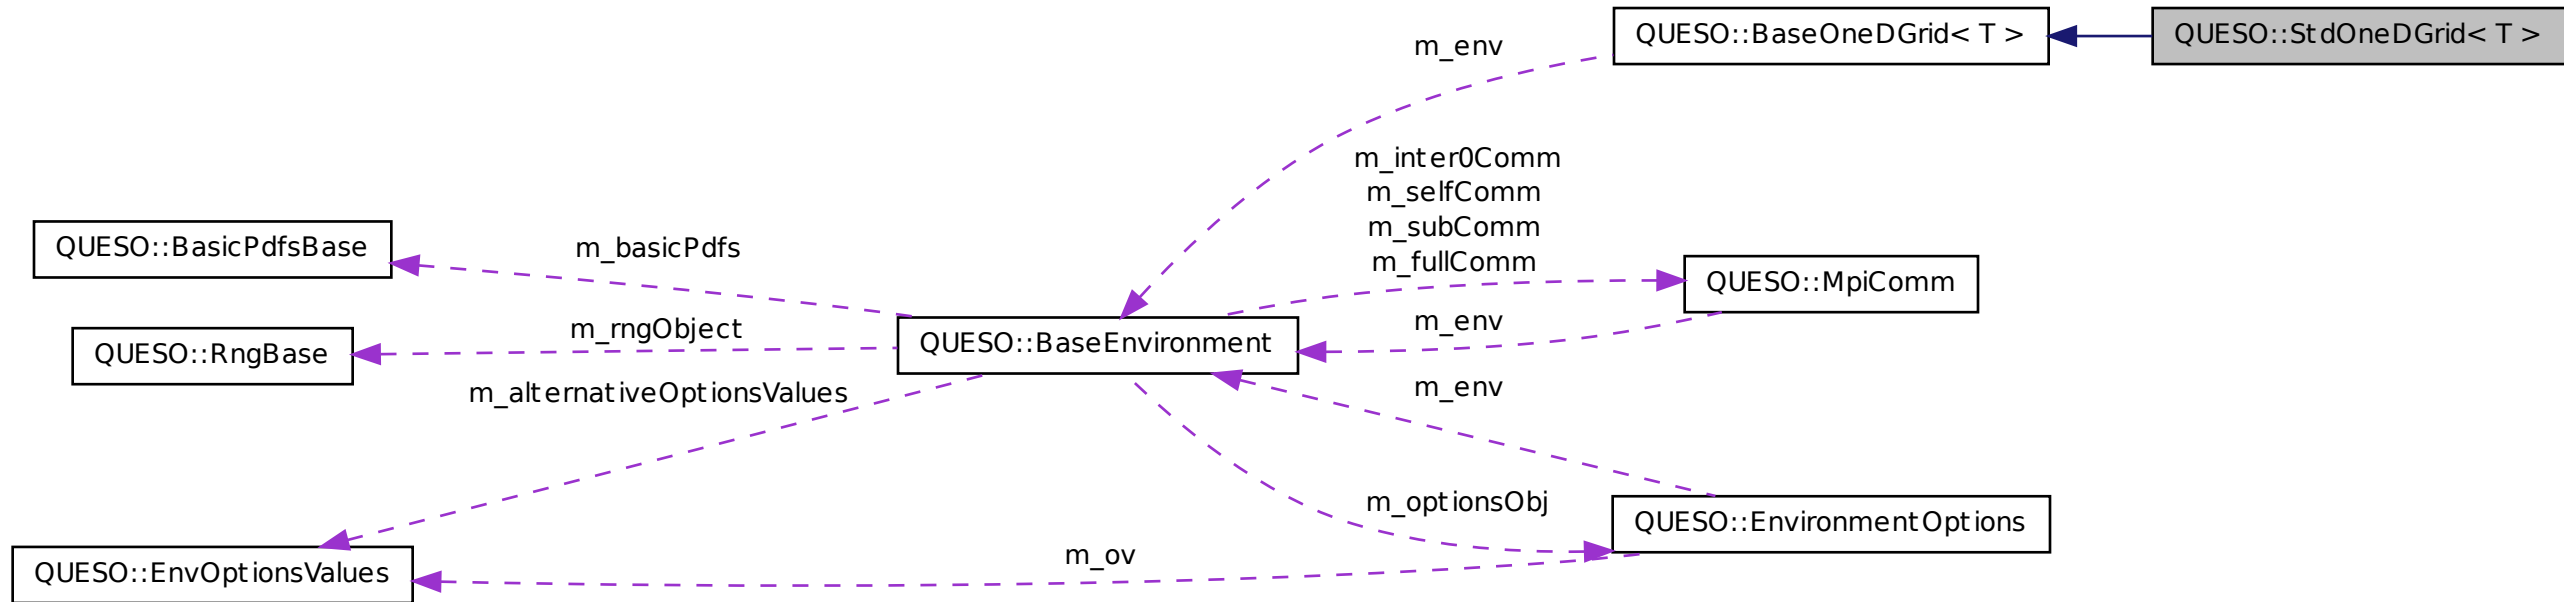 QUESO::BaseOneDGrid< T >
QUESO::StdOneDGrid< T >
m_env
m_inter0Comm
m_selfComm
m_subComm
m_fullComm
QUESO::BasicPdfsBase
m_basicPdfs
QUESO::MpiComm
m_rngObject
m_env
QUESO::RngBase
QUESO::BaseEnvironment
m_alternativeOptionsValues
m_env
m_optionsObj
QUESO::EnvironmentOptions
m_ov
QUESO::EnvOptionsValues